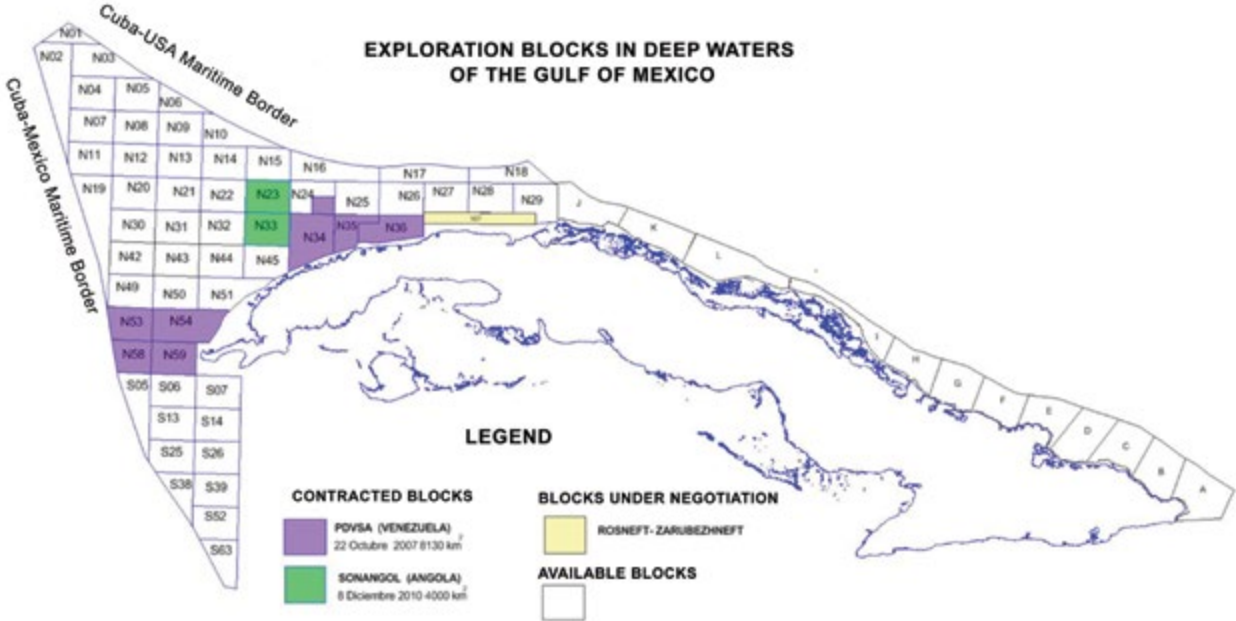 Cuba-USA Maritime Border
EXPLORATION BLOCKS IN DEEP WATERS
OF THE GULF OF MEXICO
Cuba-Mexico Maritime Border
N01
N02
N03
N04
N05
N06
N07
N08
N09
N10
N11
N12
N13
N14
N15
N16
N17
N18
N19
N20
N21
N22
N23
N24
N25
N26
N27
N28
N29
N30
N31
N32
N33
N34
N35
N36
N42
N43
N44
N45
N49
N50
N51
N53
N54
N58
N59
S05
S06
S07
S13
S14
S25
S26
S38
S39
S52
S63
J
K
L
I
H
G
F
E
D
C
B
A
LEGEND
CONTRACTED BLOCKS
PDVSA (VENEZUELA)
22 Octubre 2007 8130 km²
SONANGOL (ANGOLA)
8 Diciembre 2010 4000 km²
BLOCKS UNDER NEGOTIATION
ROSNEFT- ZARUBEZHNEFT
AVAILABLE BLOCKS